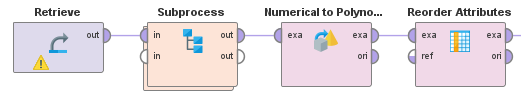 Retrieve
Subprocess
Numerical to Polyno...
Reorder Attributes
out
in
out
exa
exa
exa
exa
in
out
ori
ref
ori